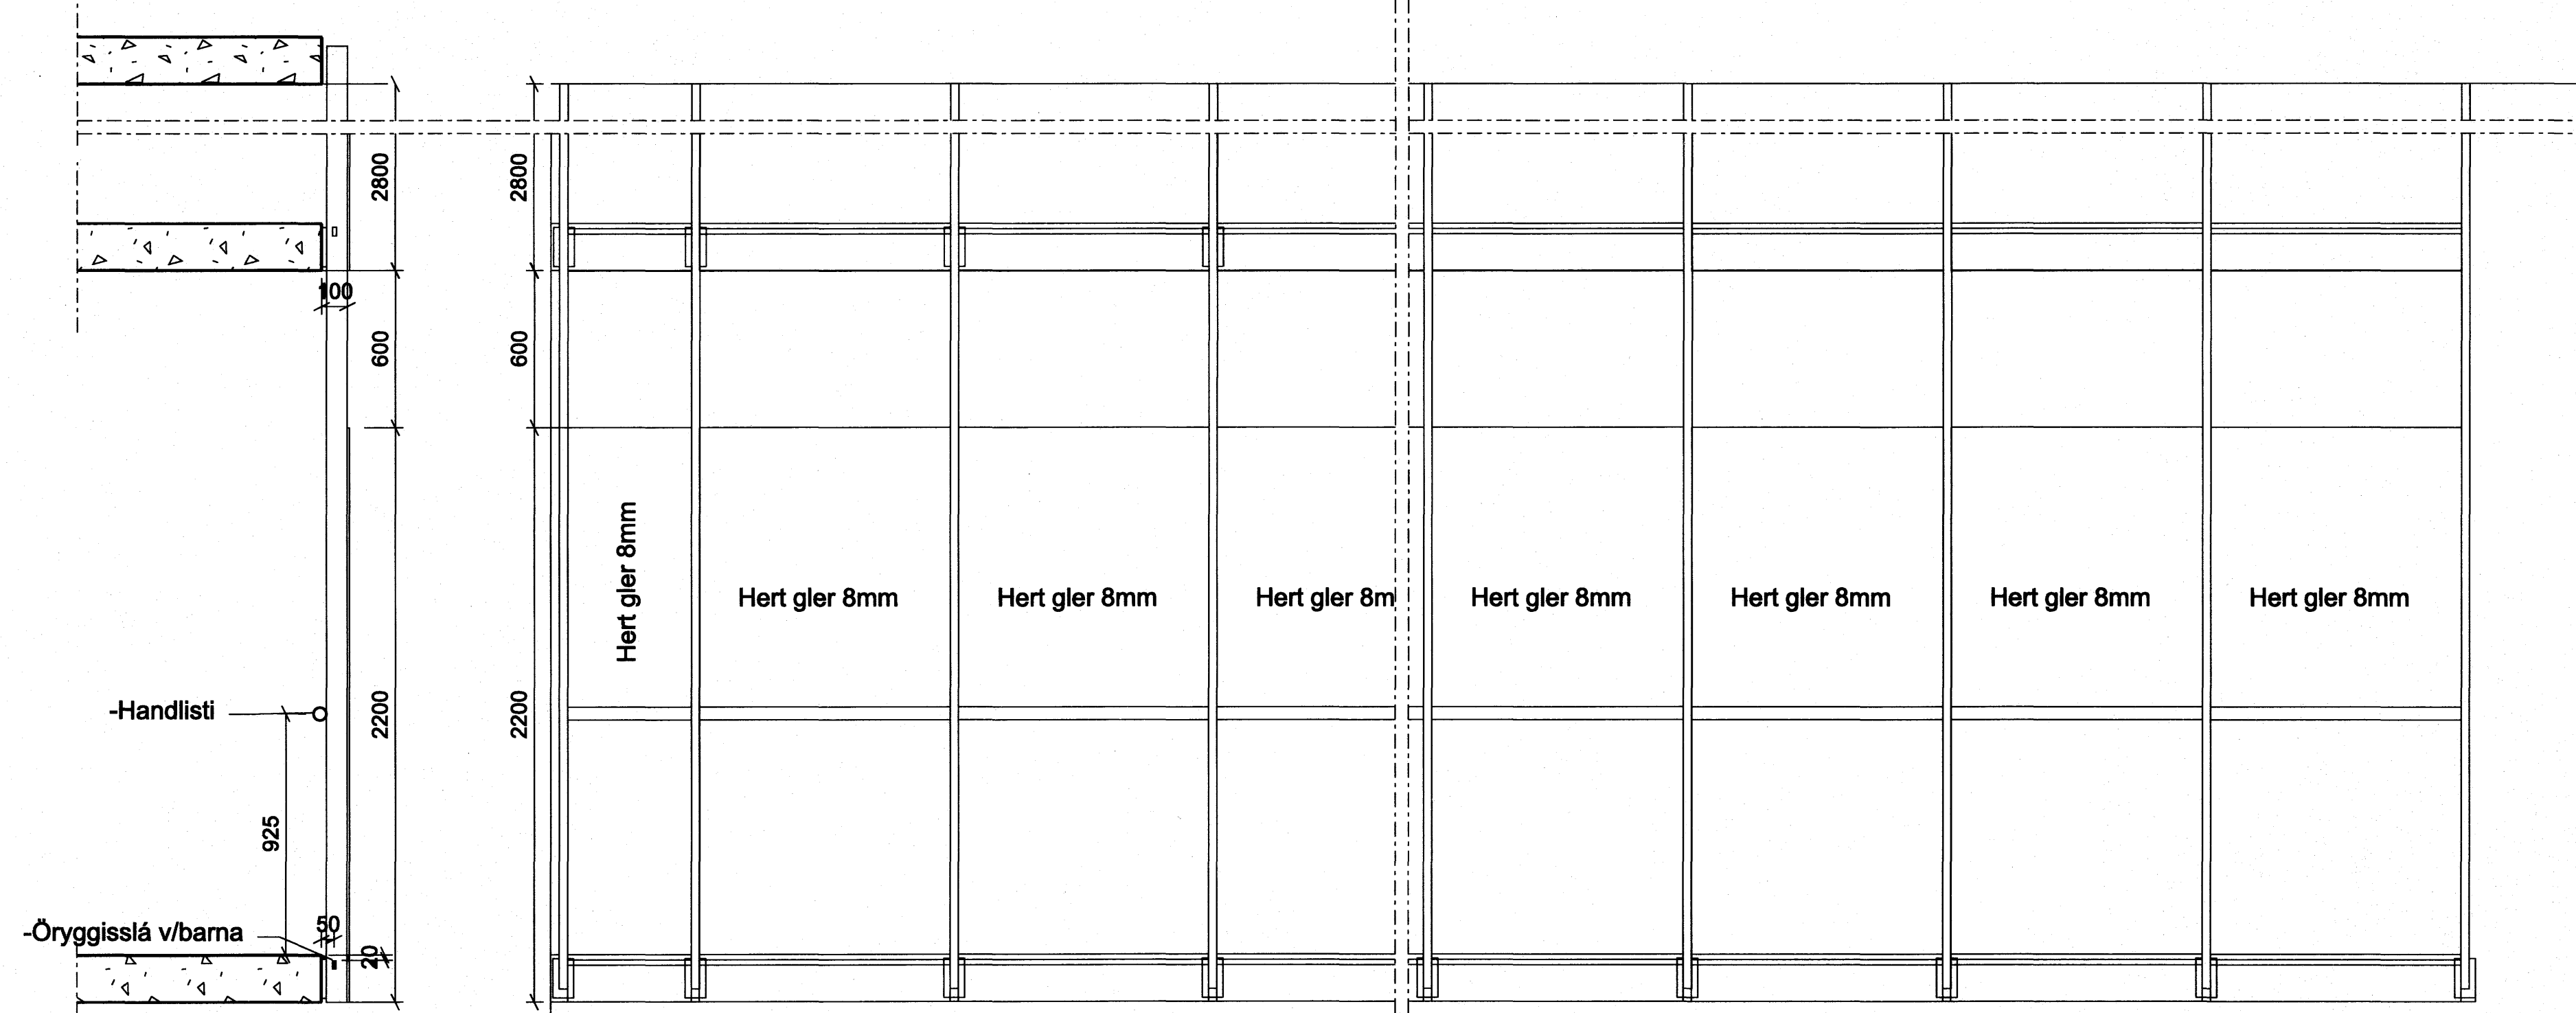 2800
2800
100
600
600
Hert gler 8mm
Hert gler 8mm
Hert gler 8mm
Hert gler 8m
Hert gler 8mm
Hert gler 8mm
Hert gler 8mm
Hert gler 8mm
-Handlisti
2200
2200
925
50
-Öryggisslá v/barna
20